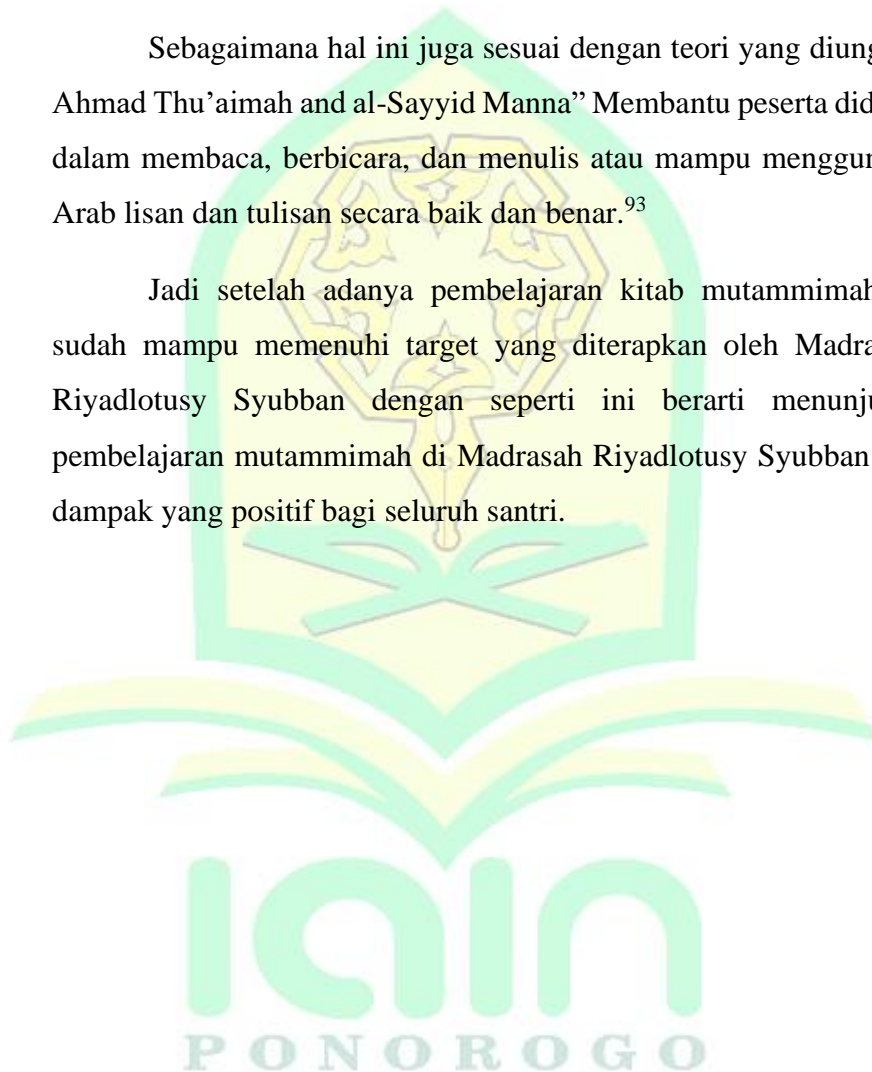 Sebagaimana hal ini juga sesuai dengan teori yang diung
Ahmad Thu’aimah and al-Sayyid Manna” Membantu peserta did
dalam membaca, berbicara, dan menulis atau mampu menggun
Arab lisan dan tulisan secara baik dan benar.93
Jadi setelah adanya pembelajaran kitab mutammimah
sudah mampu memenuhi target yang diterapkan oleh Madra
Riyadlotusy Syubban dengan seperti ini berarti menunju
pembelajaran mutammimah di Madrasah Riyadlotusy Syubban
dampak yang positif bagi seluruh santri.
iain
PONOROGO